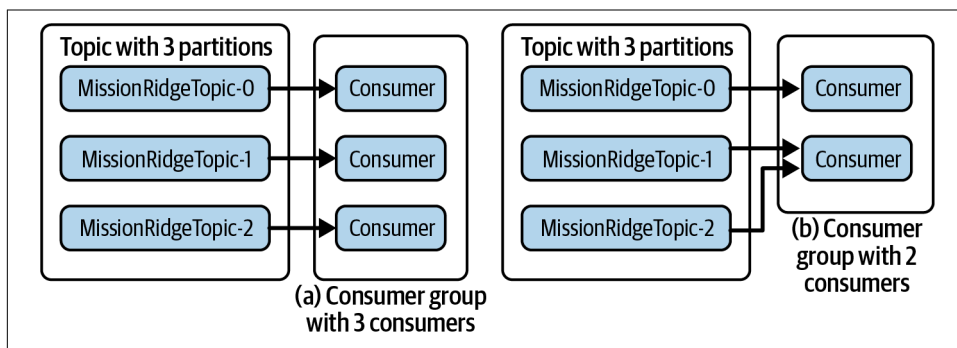 Topic with 3 partitions
MissionRidgeTopic-0
Consumer
MissionRidgeTopic-1
Consumer
MissionRidgeTopic-2
Consumer
(a) Consumer group
with 3 consumers
Topic with 3 partitions
MissionRidgeTopic-0
Consumer
MissionRidgeTopic-1
Consumer
MissionRidgeTopic-2
(b) Consumer
group with 2
consumers